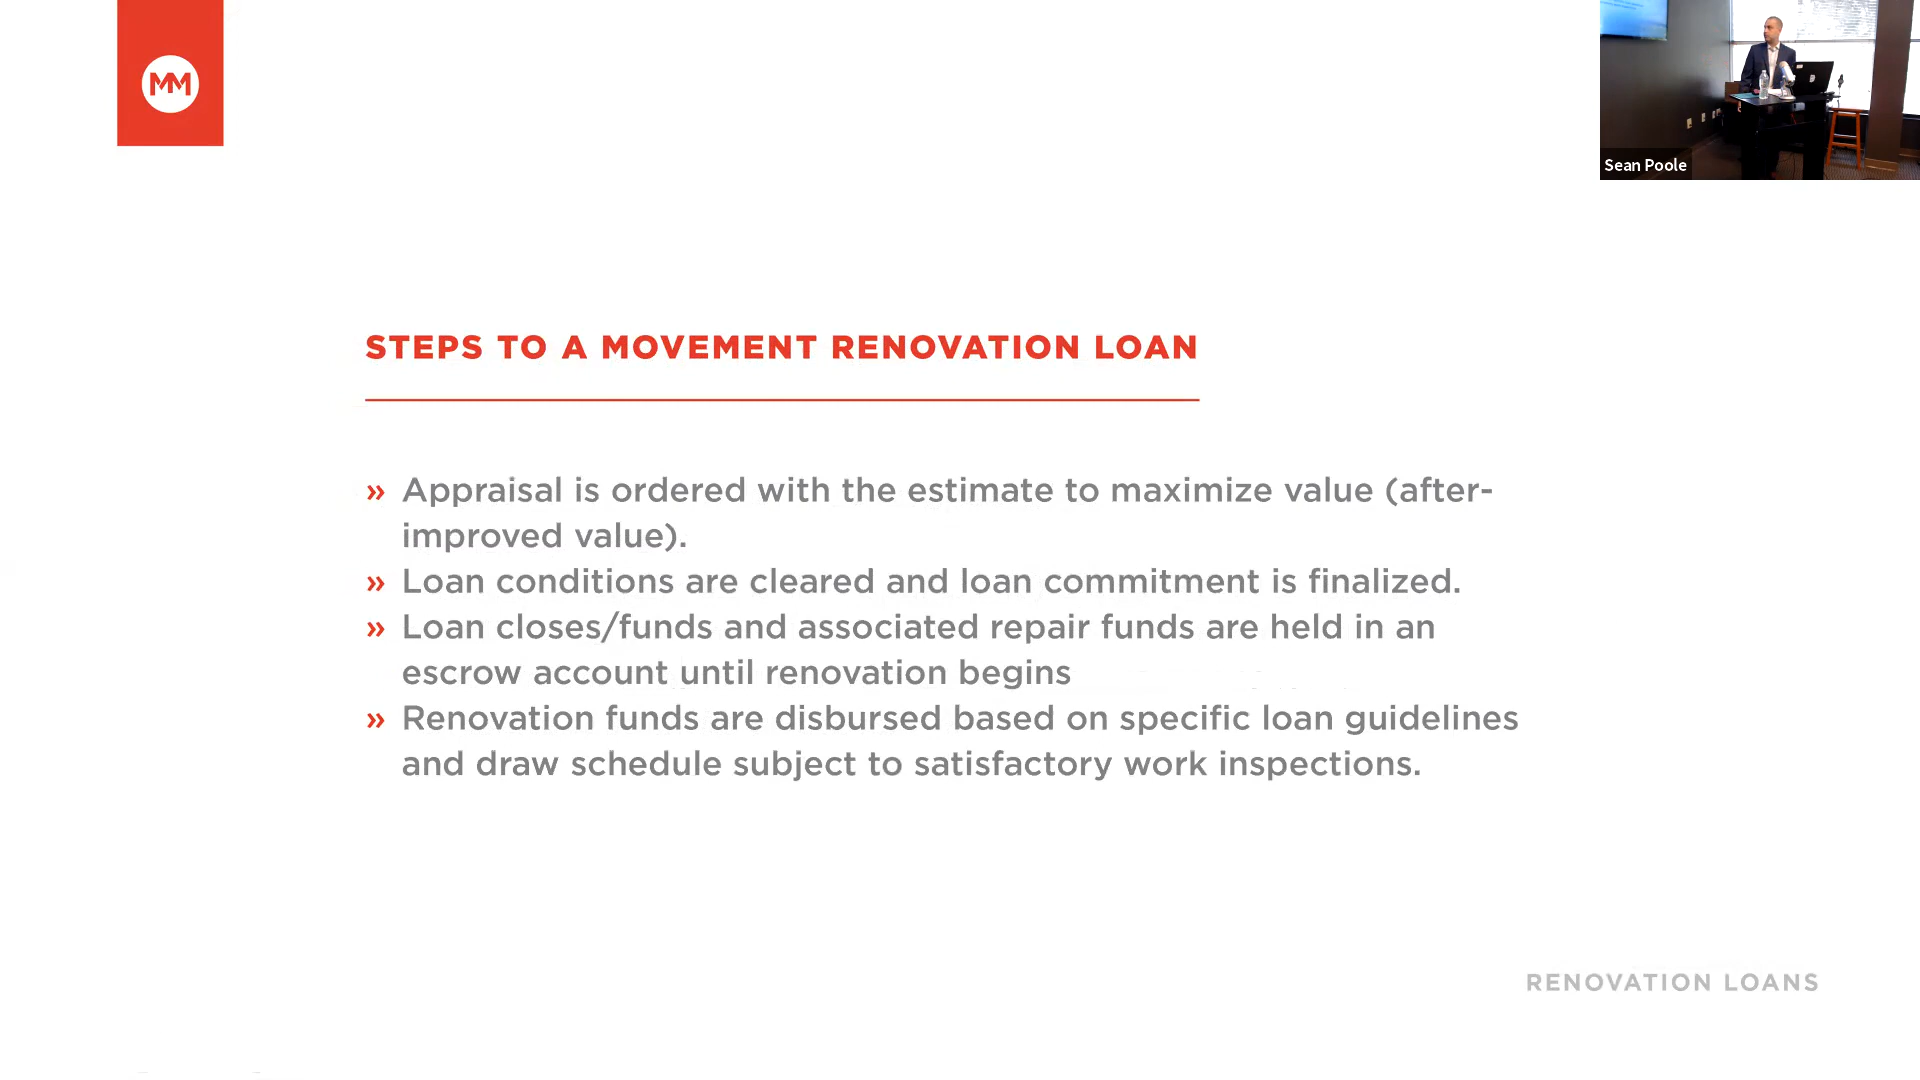 MM
Sean Poole
STEPS TO A MOVEMENT RENOVATION LOAN
» Appraisal is ordered with the estimate to maximize value (after-
improved value).
» Loan conditions are cleared and loan commitment is finalized.
» Loan closes/funds and associated repair funds are held in an
escrow account until renovation begins
» Renovation funds are disbursed based on specific loan guidelines
and draw schedule subject to satisfactory work inspections.
RENOVATION LOANS